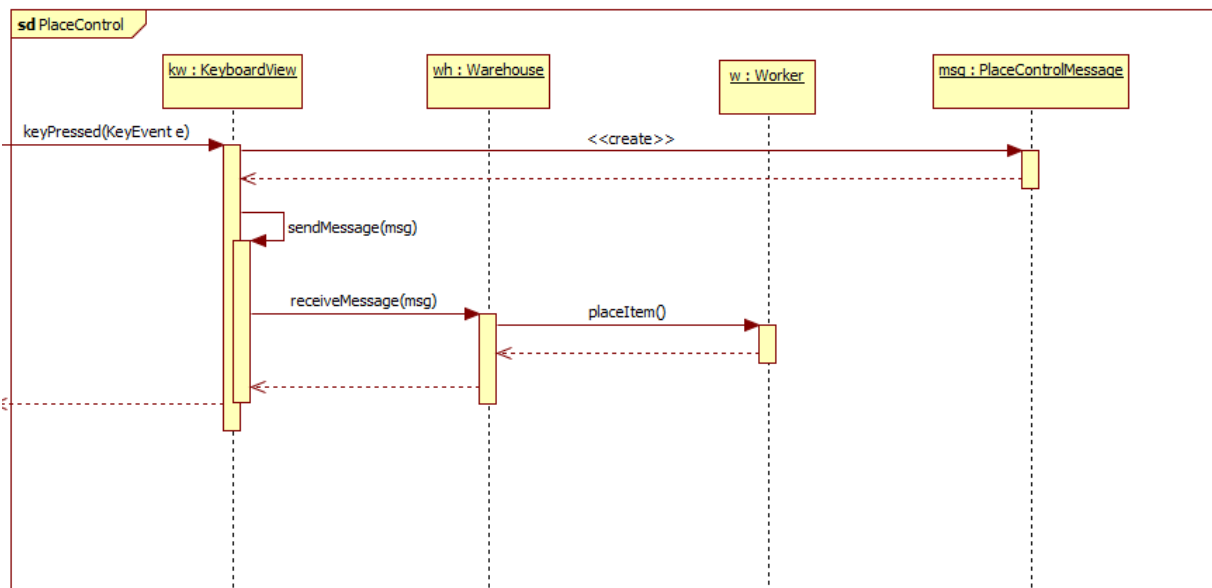 sd PlaceControl
kw : KeyboardView
wh : Warehouse
w : Worker
msg : PlaceControlMessage
keyPressed(KeyEvent e)
<<create>>
sendMessage(msg)
receiveMessage(msg)
placeItem()